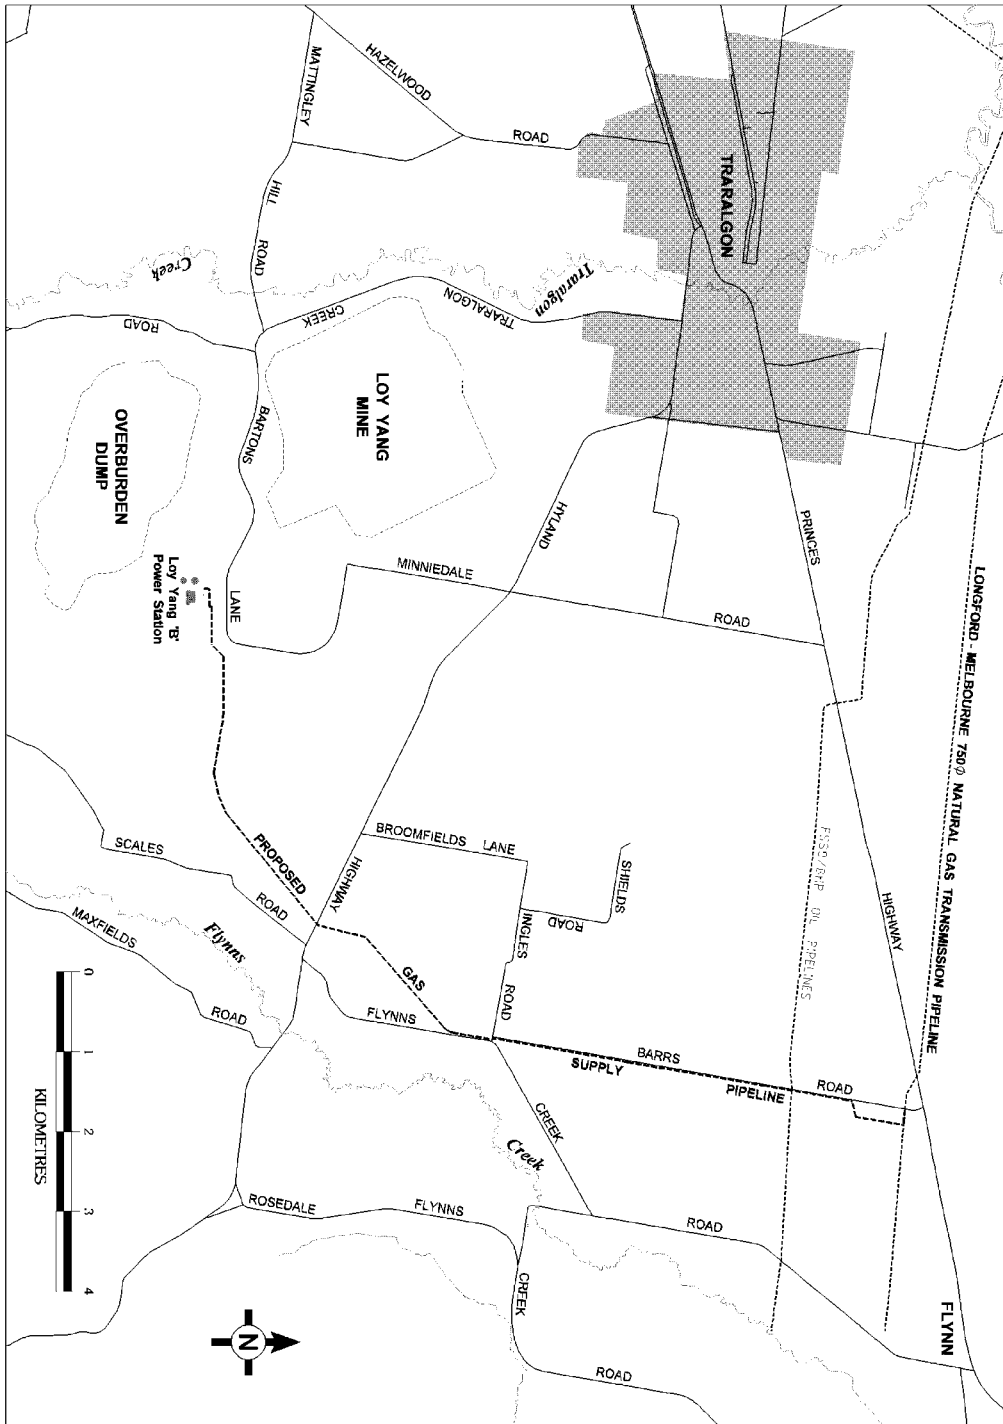 TRARALGON
HAZELWOOD
ROAD
MATTINGLEY
HILL
ROAD
Creek
Traralgon
TRARALGON
CREEK
ROAD
LOY YANG
MINE
OVERBURDEN
DUMP
BARTONS
LANE
Loy Yang 'B'
Power Station
HYLAND
HIGHWAY
MINNIEDALE
ROAD
PRINCES
HIGHWAY
LONGFORD - MELBOURNE 750Ø NATURAL GAS TRANSMISSION PIPELINE
ESSO/BHP OIL PIPELINES
BROOMFIELDS LANE
SHIELDS
ROAD
INGLES
ROAD
PROPOSED
GAS
SUPPLY
PIPELINE
BARRS
ROAD
SCALES
ROAD
Flynns
Creek
MAXFIELDS
ROAD
FLYNNS
CREEK
ROAD
ROSEDALE
FLYNNS
CREEK
ROAD
FLYNN
0 1 2 3 4
KILOMETRES
N